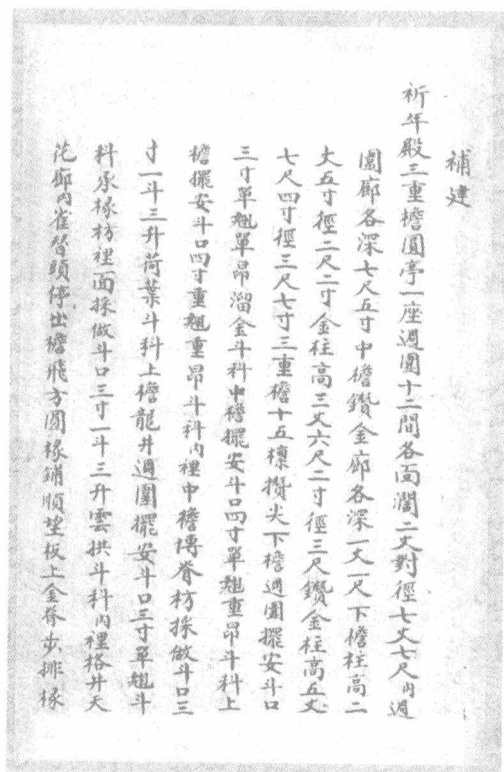 補建
祈年殿三重檐圓亭一座週圍十二間各面濶二丈對徑七丈七尺內週
圍廊各深七尺五寸中檐鑽金廊各深一丈一尺下檐柱高二
丈五寸徑二尺二寸金柱高三丈六尺二寸徑三尺鑽金柱高五丈
七尺四寸徑三尺七寸三重檐十五檁攢尖下檐週圍擺安斗口
三寸單翹單昂溜金斗科中檐擺安斗口四寸單翹重昂斗科上
檐擺安斗口四寸重翹重昂斗科內裡中檐博脊枋採做斗口三
寸一斗三升荷葉斗科上檐龍井週圍擺安斗口三寸單翹斗
科承椽枋裡面採做斗口三寸一斗三升雲拱斗科內裡格井天
花廊內雀替頭停出檐飛方圓椽鋪順望板上金脊步排椽